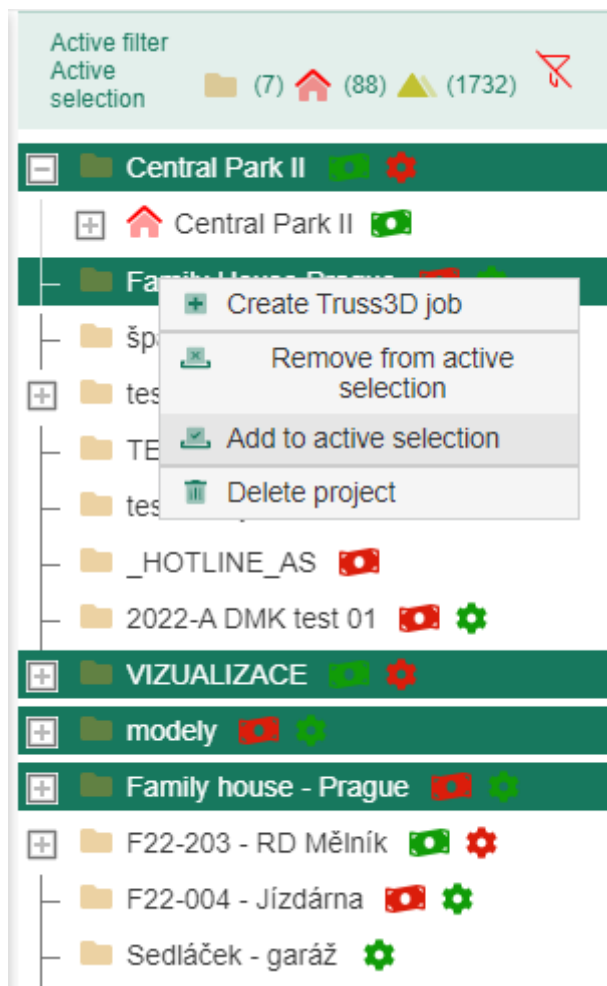 Active filter
Active
selection
(7) (88) (1732)
Central Park II
Central Park II
Create Truss3D job
Remove from active
selection
Add to active selection
Delete project
_HOTLINE_AS
2022-A DMK test 01
VIZUALIZACE
modely
Family house - Prague
F22-203 - RD Mělník
F22-004 - Jízdárna
Sedláček - garáž